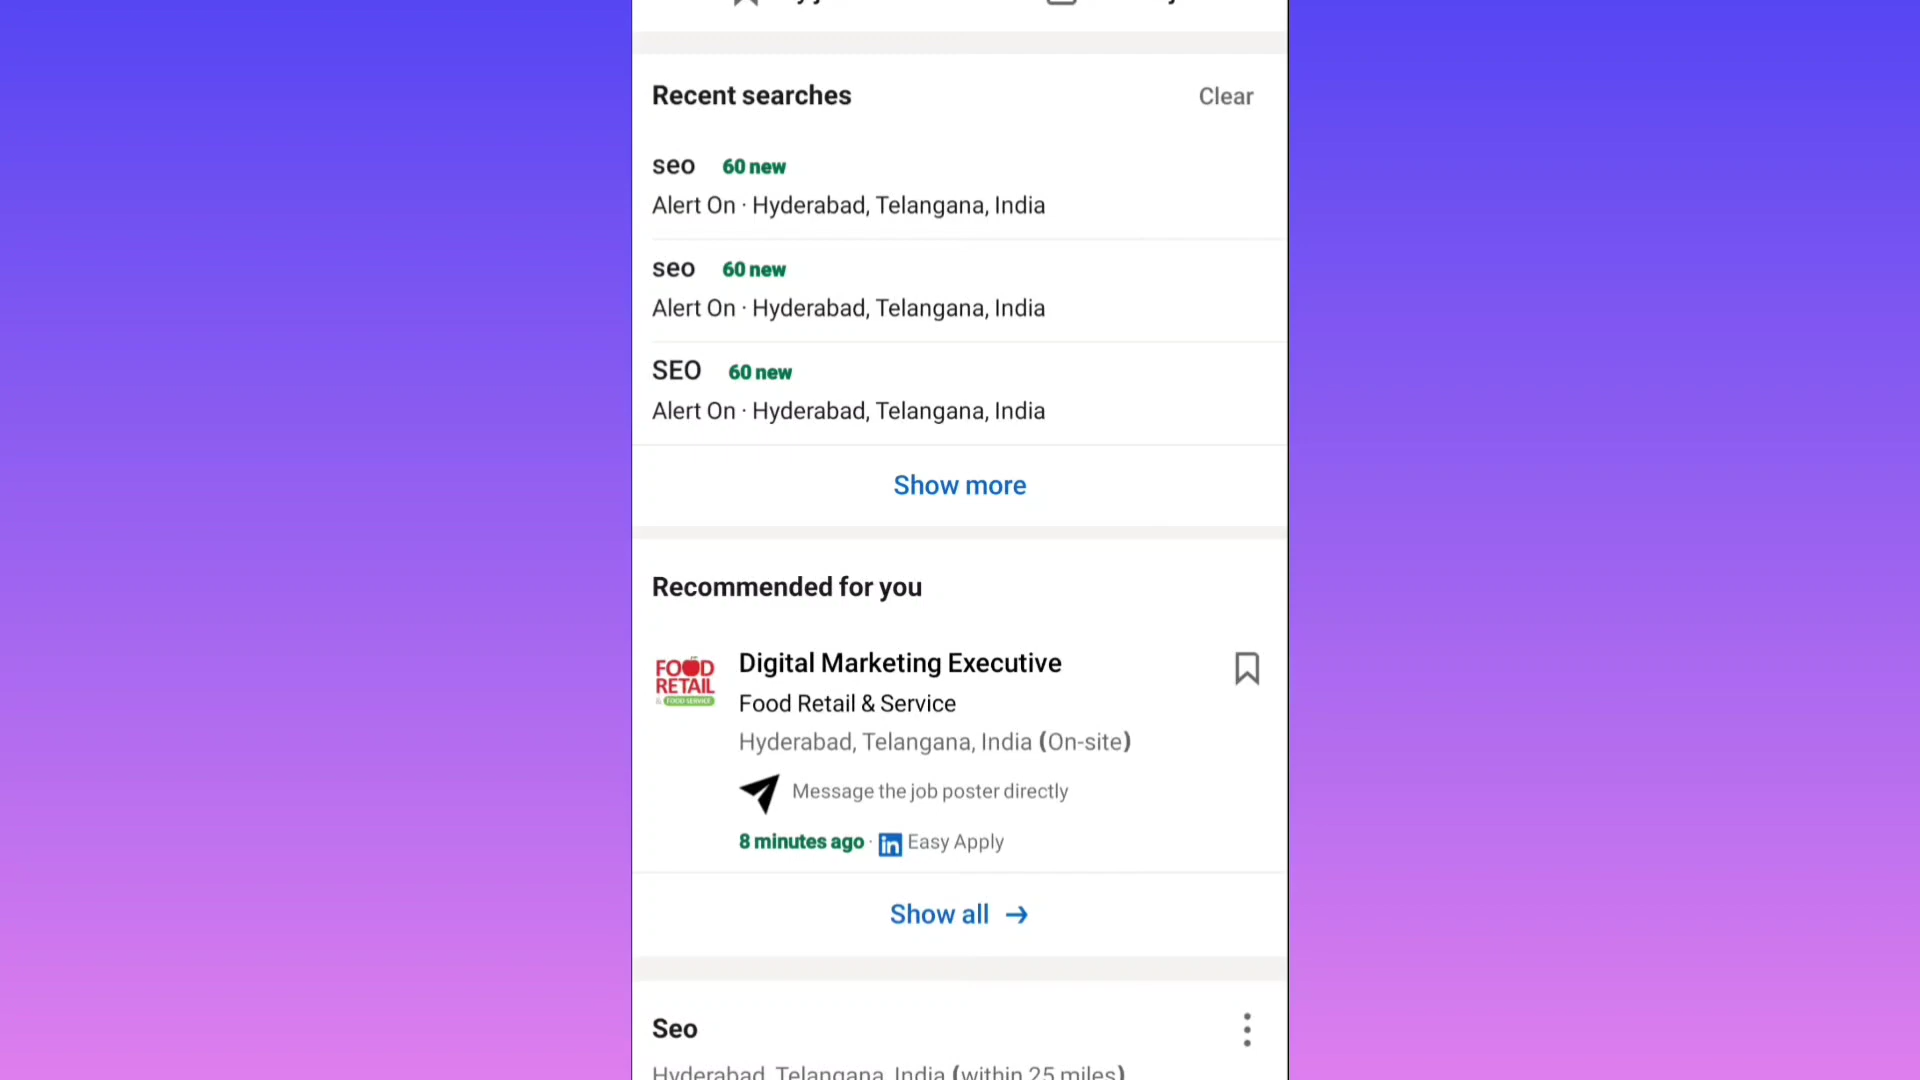 Recent searches
Clear
seo 60 new
Alert On · Hyderabad, Telangana, India
seo 60 new
Alert On · Hyderabad, Telangana, India
SEO 60 new
Alert On · Hyderabad, Telangana, India
Show more
Recommended for you
FOOD
RETAIL
& FOOD SERVICE
Digital Marketing Executive
Food Retail & Service
Hyderabad, Telangana, India (On-site)
Message the job poster directly
8 minutes ago · in Easy Apply
Show all →
Seo
Hyderabad, Telangana, India (within 25 miles)